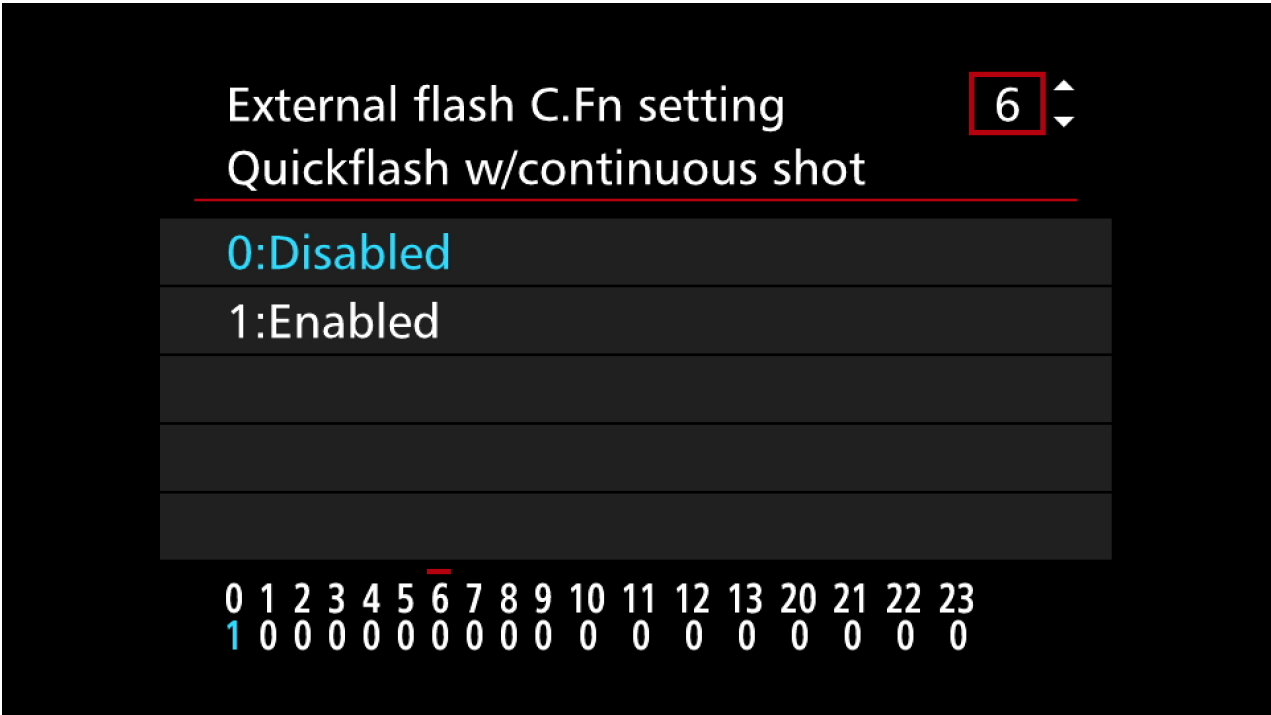 External flash C.Fn setting 6
Quickflash w/continuous shot
0:Disabled
1:Enabled
0 1 2 3 4 5 6 7 8 9 10 11 12 13 20 21 22 23
1 0 0 0 0 0 0 0 0 0 0 0 0 0 0 0 0 0